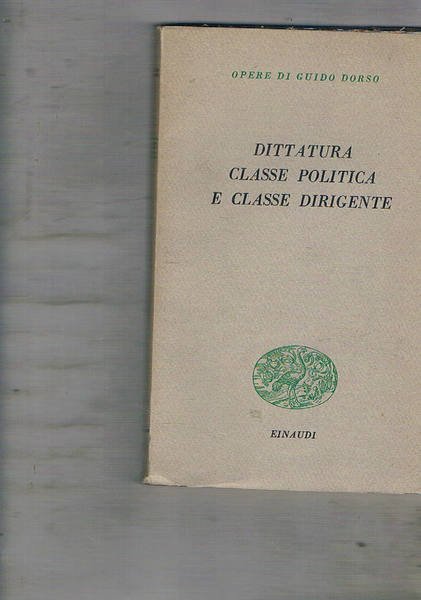 OPERE DI GUIDO DORSO
DITTATURA
CLASSE POLITICA
E CLASSE DIRIGENTE
EINAUDI